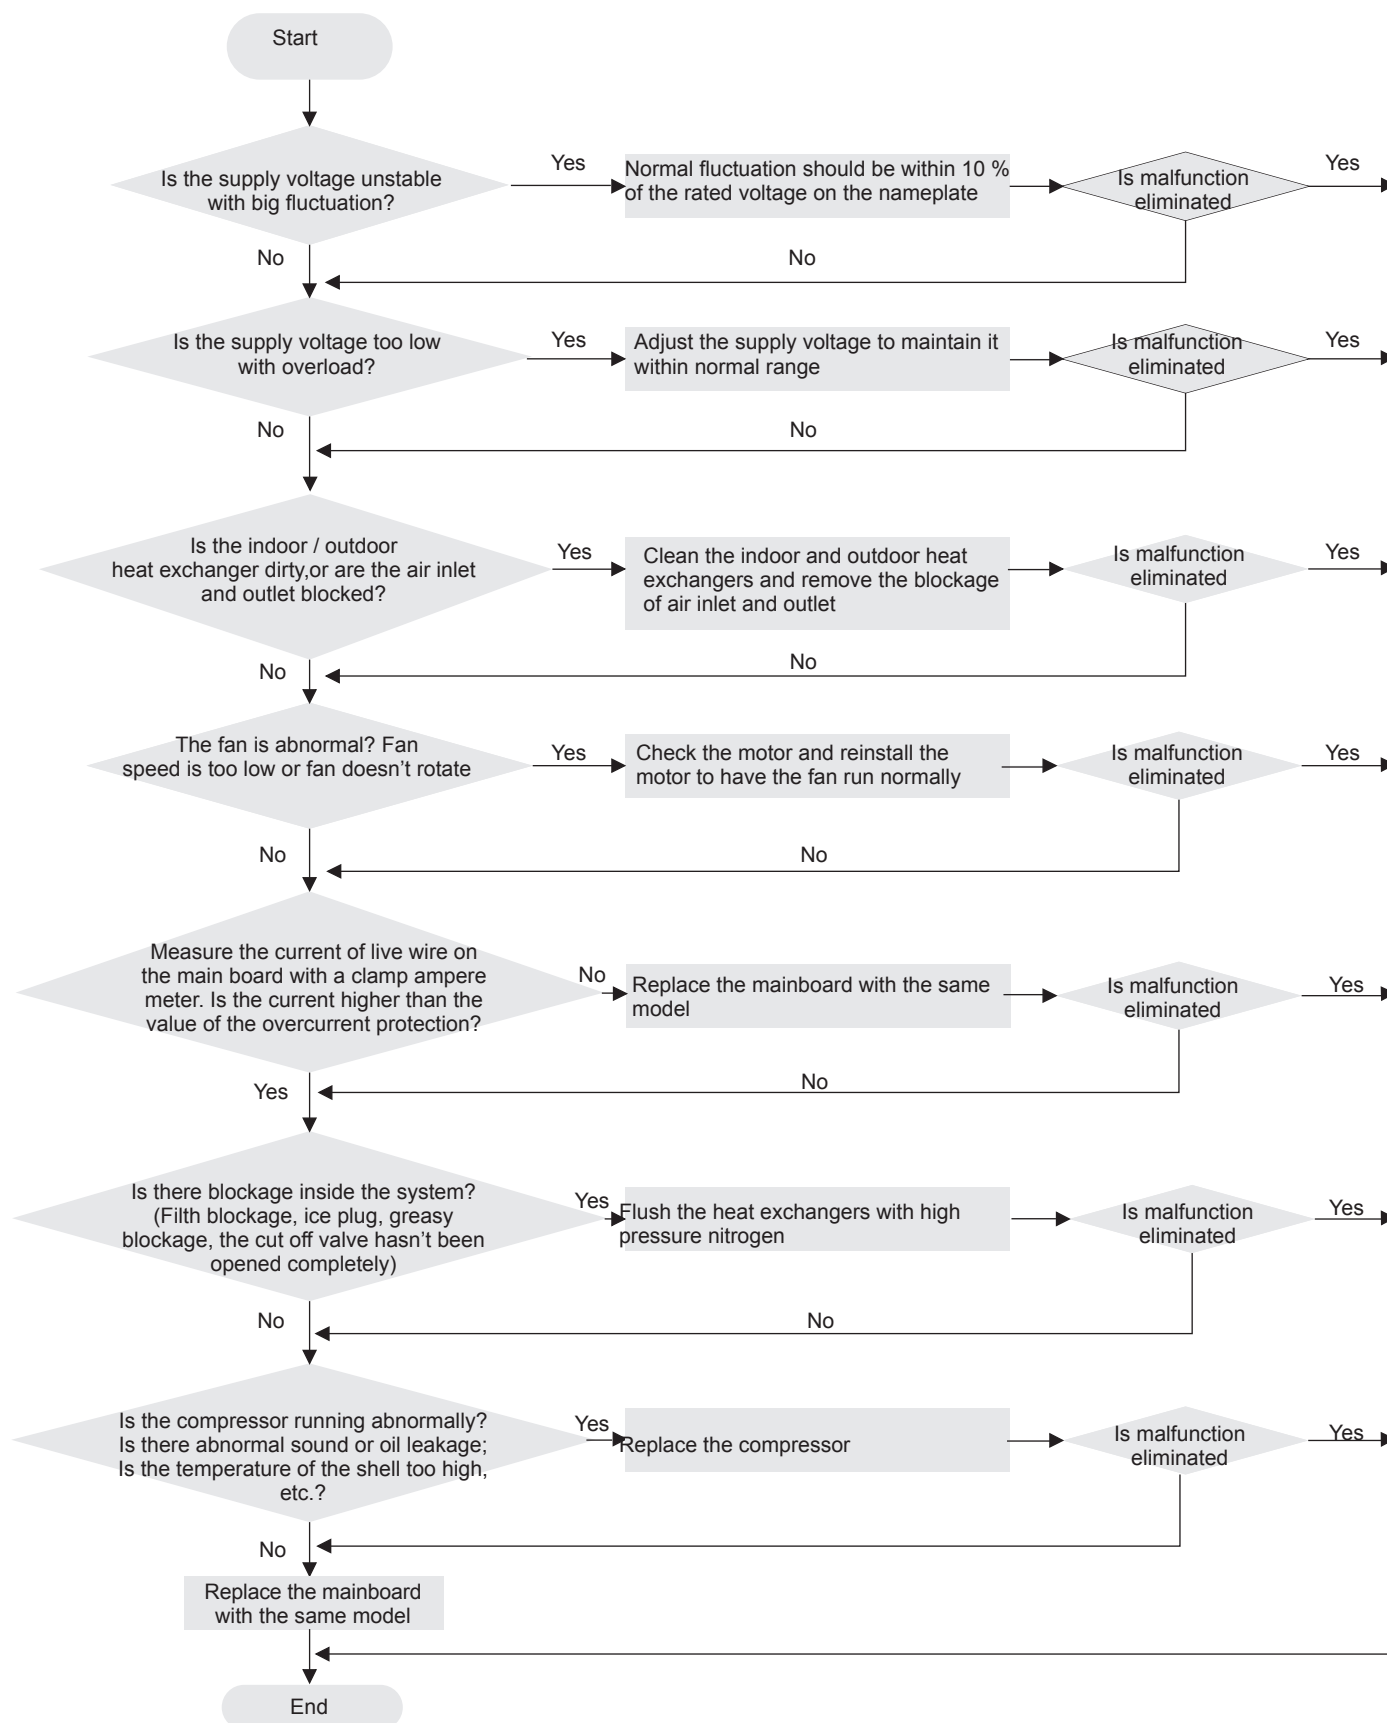 Start
Is the supply voltage unstable
with big fluctuation?
Yes
Normal fluctuation should be within 10 %
of the rated voltage on the nameplate
Is malfunction
eliminated
Yes
No
No
Is the supply voltage too low
with overload?
Yes
Adjust the supply voltage to maintain it
within normal range
Is malfunction
eliminated
Yes
No
No
Is the indoor / outdoor
heat exchanger dirty,or are the air inlet
and outlet blocked?
Yes
Clean the indoor and outdoor heat
exchangers and remove the blockage
of air inlet and outlet
Is malfunction
eliminated
Yes
No
No
The fan is abnormal? Fan
speed is too low or fan doesn't rotate
Yes
Check the motor and reinstall the
motor to have the fan run normally
Is malfunction
eliminated
Yes
No
No
Measure the current of live wire on
the main board with a clamp ampere
meter. Is the current higher than the
value of the overcurrent protection?
No
Replace the mainboard with the same
model
Is malfunction
eliminated
Yes
Yes
No
Is there blockage inside the system?
(Filth blockage, ice plug, greasy
blockage, the cut off valve hasn't been
opened completely)
Yes
Flush the heat exchangers with high
pressure nitrogen
Is malfunction
eliminated
Yes
No
No
Is the compressor running abnormally?
Is there abnormal sound or oil leakage;
Is the temperature of the shell too high,
etc.?
Yes
Replace the compressor
Is malfunction
eliminated
Yes
No
Replace the mainboard
with the same model
End